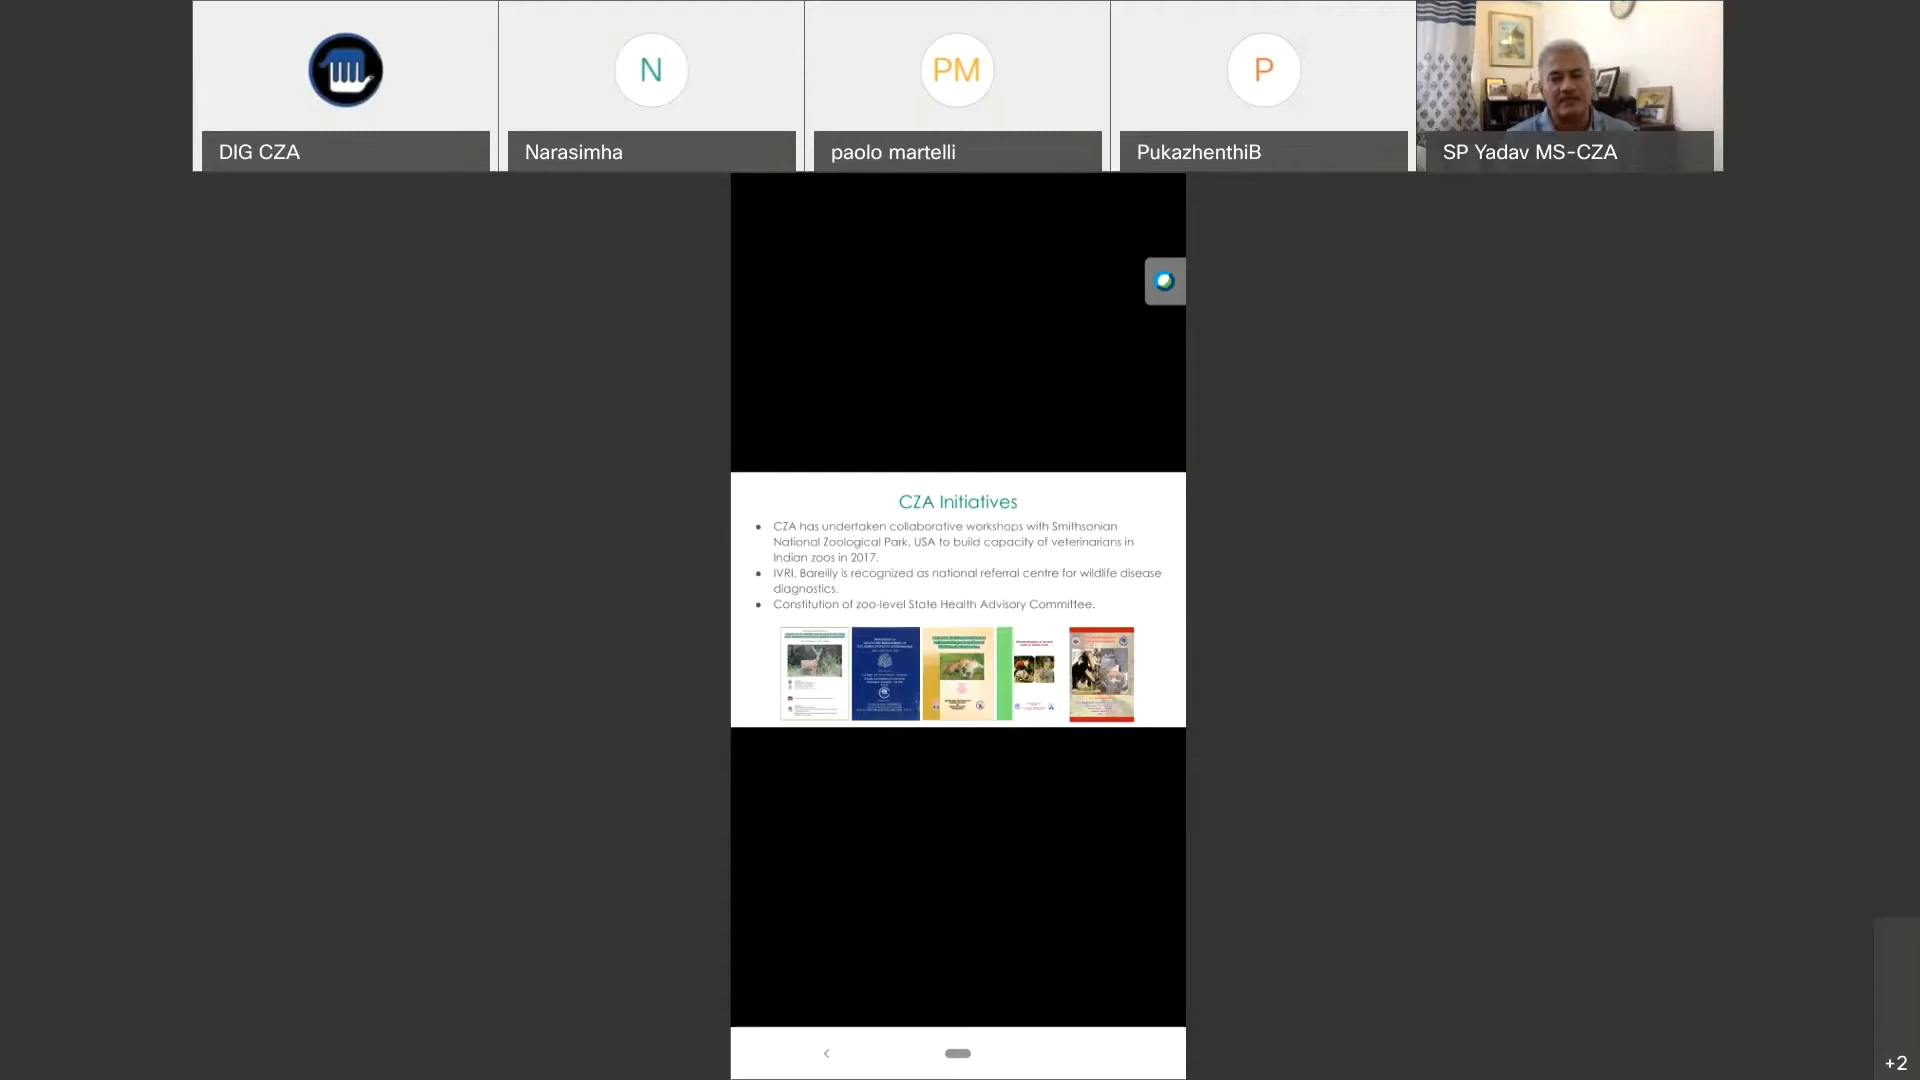 N
PM
P
DIG CZA
Narasimha
paolo martelli
PukazhenthiB
SP Yadav MS-CZA
CZA Initiatives
● CZA has undertaken collaborative workshops with Smithsonian
National Zoological Park, USA to build capacity of veterinarians in
Indian zoos in 2017.
● IVRI, Bareilly is recognized as national referral centre for wildlife disease
diagnostics.
● Constitution of zoo-level State Health Advisory Committee.
+2